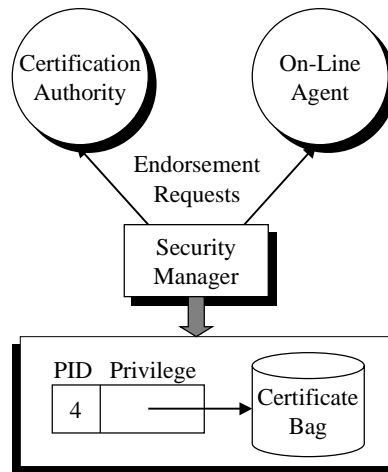 Certification
Authority
On-Line
Agent
Endorsement
Requests
Security
Manager
PID Privilege
4
Certificate
Bag